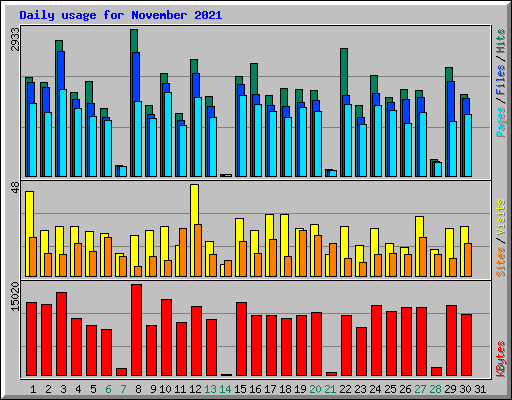 Daily usage for November 2021
2933
Pages / Files / Hits
48
Sites / Visits
15020
KBytes
1 2 3 4 5 6 7 8 9 10 11 12 13 14 15 16 17 18 19 20 21 22 23 24 25 26 27 28 29 30 31